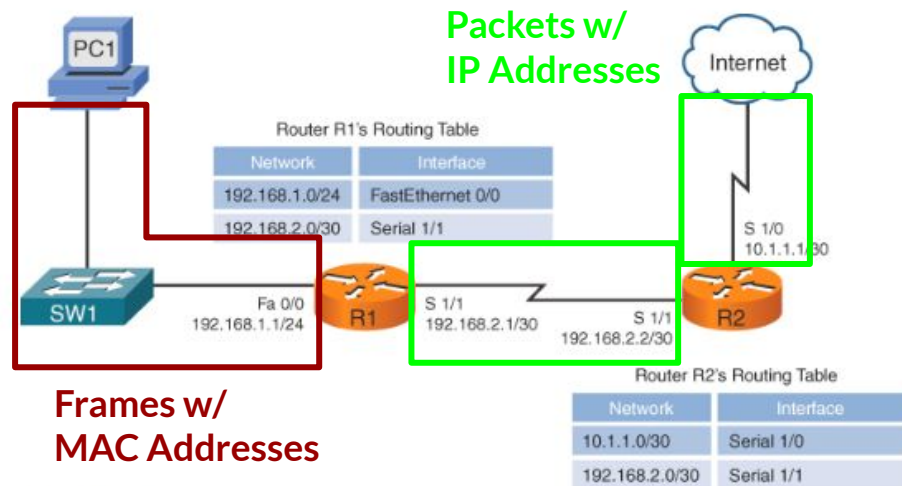 Packets w/
IP Addresses
PC1
Internet
Router R1's Routing Table
Network Interface
192.168.1.0/24 FastEthernet 0/0
192.168.2.0/30 Serial 1/1
S 1/0
10.1.1.1/30
SW1
Fa 0/0
192.168.1.1/24
R1
S 1/1
192.168.2.1/30
S 1/1
192.168.2.2/30
R2
Frames w/
MAC Addresses
Router R2's Routing Table
Network Interface
10.1.1.0/30 Serial 1/0
192.168.2.0/30 Serial 1/1